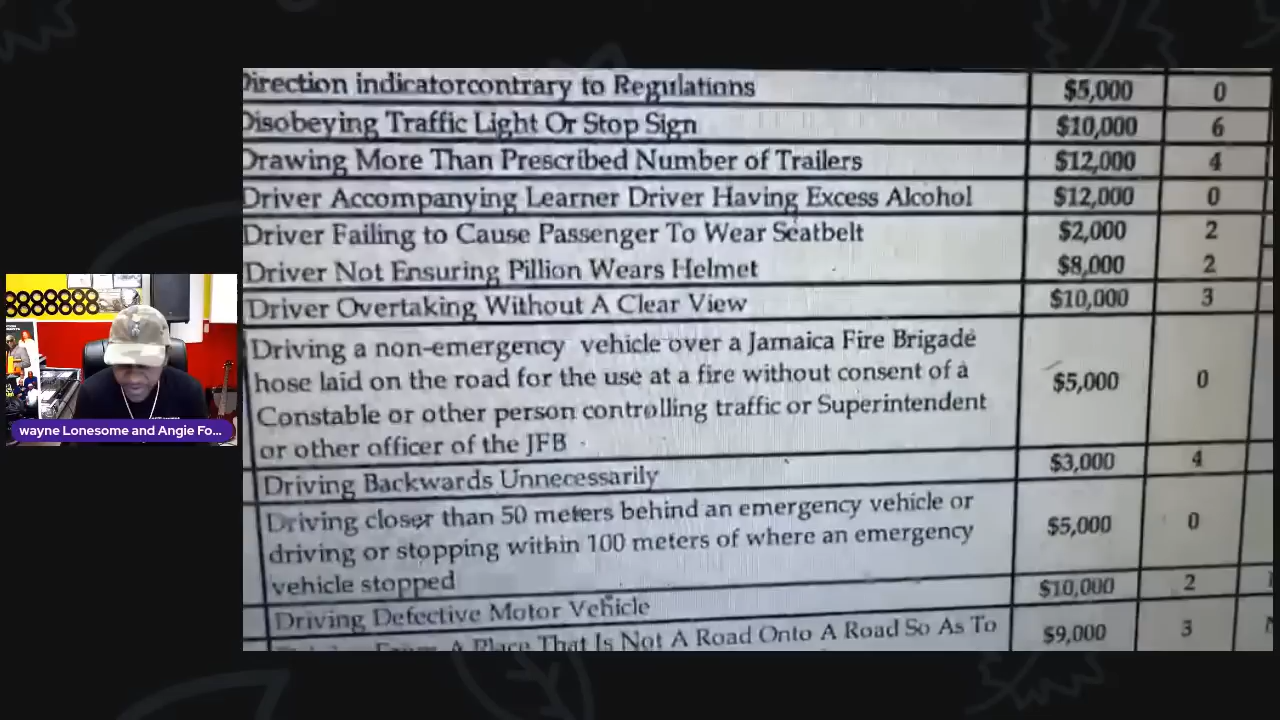 Direction indicatorcontrary to Regulations $5,000 0
Disobeying Traffic Light Or Stop Sign $10,000 6
Drawing More Than Prescribed Number of Trailers $12,000 4
Driver Accompanying Learner Driver Having Excess Alcohol $12,000 0
Driver Failing to Cause Passenger To Wear Seatbelt $2,000 2
Driver Not Ensuring Pillion Wears Helmet $8,000 2
Driver Overtaking Without A Clear View $10,000 3
Driving a non-emergency vehicle over a Jamaica Fire Brigade
hose laid on the road for the use at a fire without consent of a
Constable or other person controlling traffic or Superintendent
or other officer of the JFB
$5,000 0
Driving Backwards Unnecessarily $3,000 4
Driving closer than 50 meters behind an emergency vehicle or
driving or stopping within 100 meters of where an emergency
vehicle stopped
$5,000 0
Driving Defective Motor Vehicle $10,000 2
A Place That Is Not A Road Onto A Road So As To $9,000 3
wayne Lonesome and Angie Fo...